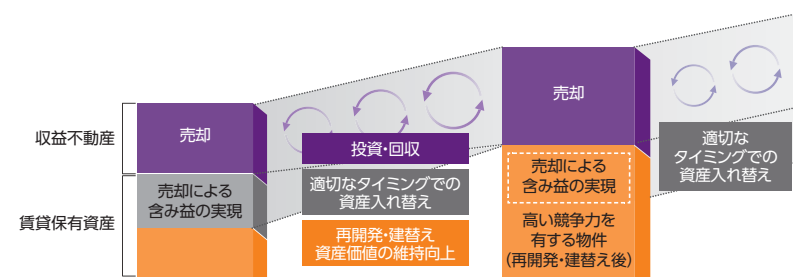 収益不動産
賃貸保有資産
売却
売却による
含み益の実現
投資・回収
適切なタイミングでの
資産入れ替え
再開発・建替え
資産価値の維持向上
売却
売却による
含み益の実現
高い競争力を
有する物件
(再開発・建替え後)
適切な
タイミングでの
資産入れ替え